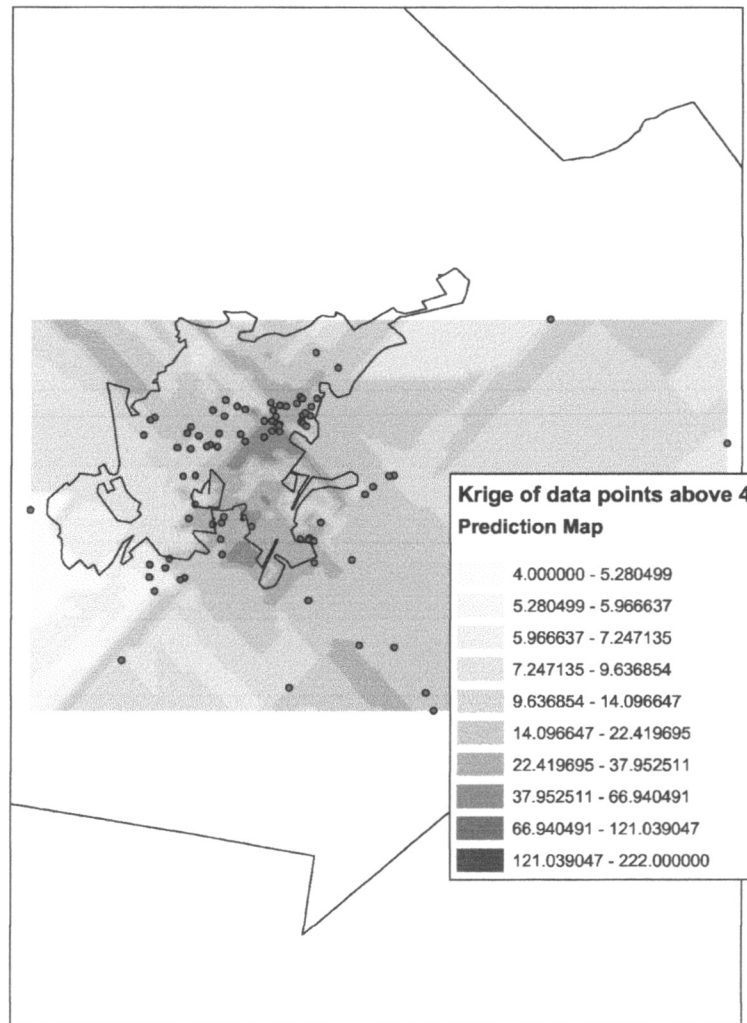 Krige of data points above 4
Prediction Map
4.000000 - 5.280499
5.280499 - 5.966637
5.966637 - 7.247135
7.247135 - 9.636854
9.636854 - 14.096647
14.096647 - 22.419695
22.419695 - 37.952511
37.952511 - 66.940491
66.940491 - 121.039047
121.039047 - 222.000000